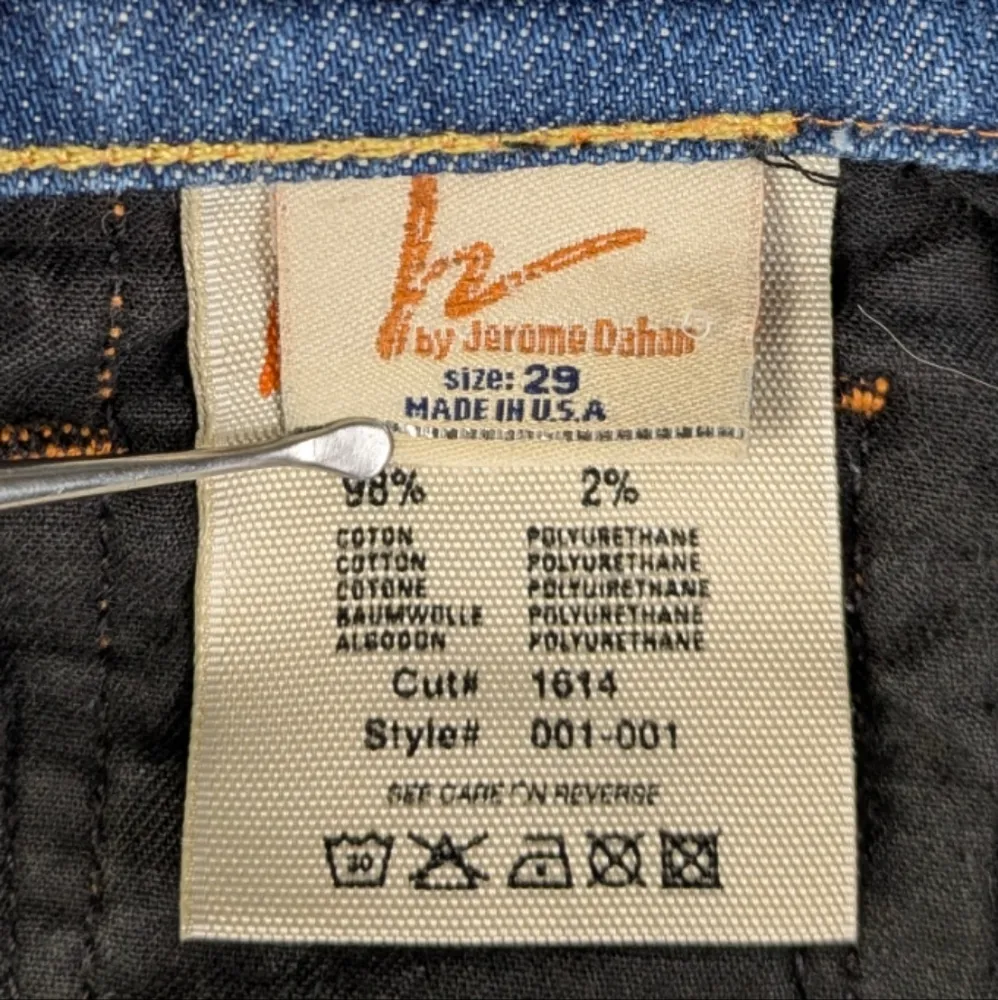 by Jerome Dahan
size: 29
MADE IN U.S.A
98% 2%
COTON POLYURETHANE
COTTON POLYURETHANE
COTONE POLYUIRETHANE
BAUMWOLLE POLYURETHANE
ALGODON POLYURETHANE
Cut# 1614
Style# 001-001
SEE CARE ON REVERSE
30